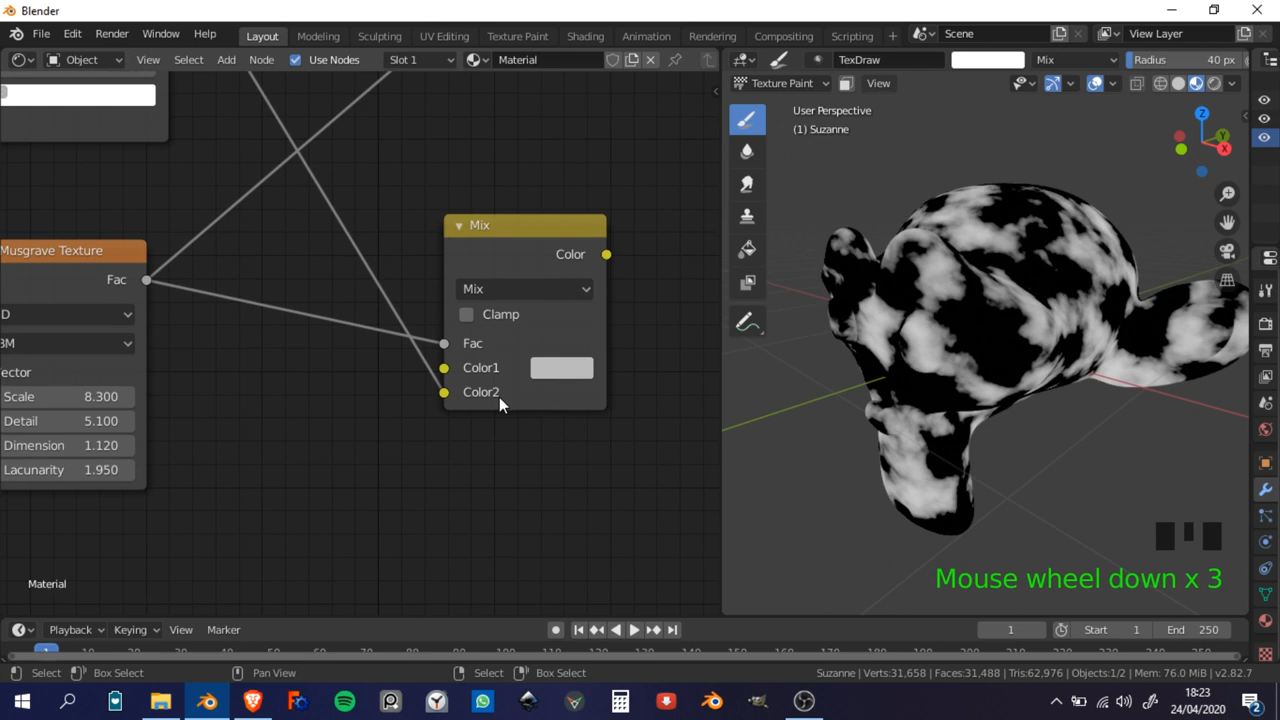 Blender
File Edit Render Window Help Layout Modeling Sculpting UV Editing Texture Paint Shading Animation Rendering Compositing Scripting Scene View Layer
Object View Select Add Node Use Nodes Slot 1 Material TexDraw Mix Radius 40 px
Texture Paint View
User Perspective
(1) Suzanne
Mix
Color
Mix
Clamp
Fac
Color1
Color2
Musgrave Texture
Fac
D
BM
Vector
Scale 8.300
Detail 5.100
Dimension 1.120
Lacunarity 1.950
Z
Y
X
Mouse wheel down x 3
Material
Playback Keying View Marker 1 Start 1 End 250
1
Select Box Select Pan View Select Box Select Suzanne | Verts:31,658 | Faces:31,488 | Tris:62,976 | Objects:1/2 | Mem: 76.0 MiB | v2.82.7
18:23
24/04/2020
2